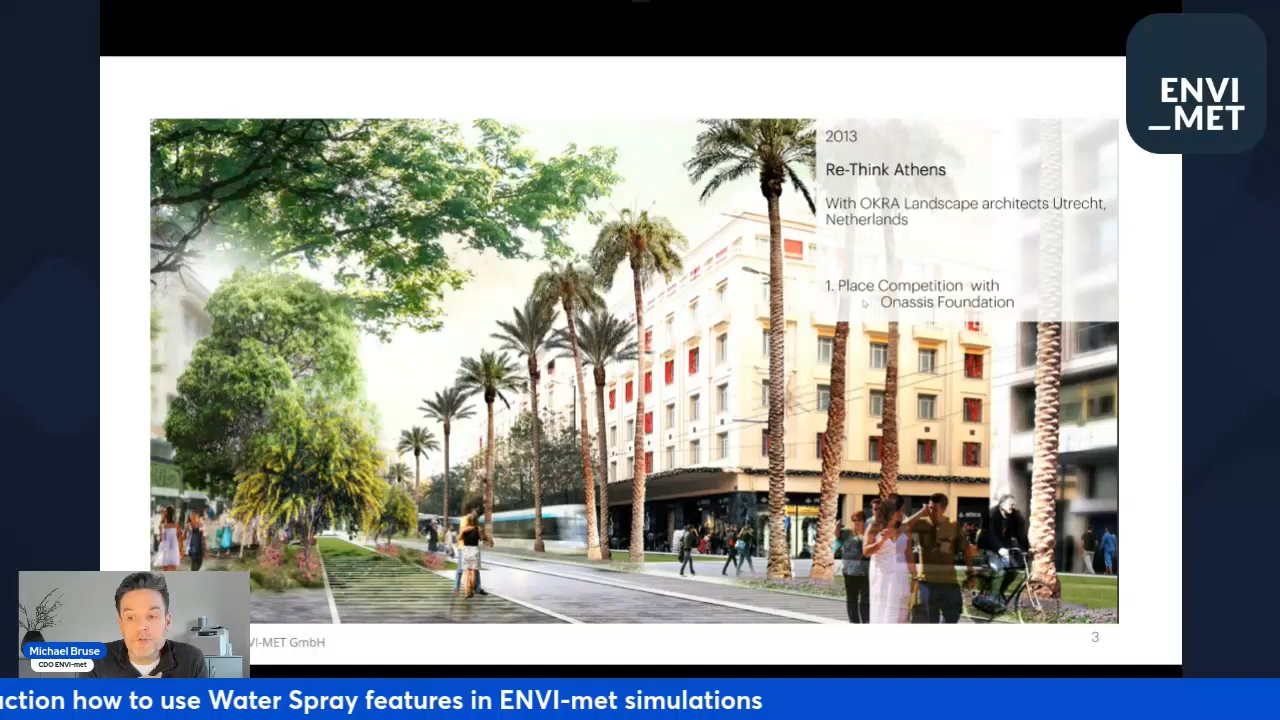 ENVI
_MET
2013
Re-Think Athens
With OKRA Landscape architects Utrecht,
Netherlands
1. Place Competition with
Onassis Foundation
Michael Bruse
CDO ENVI-met
VI-MET GmbH
3
uction how to use Water Spray features in ENVI-met simulations